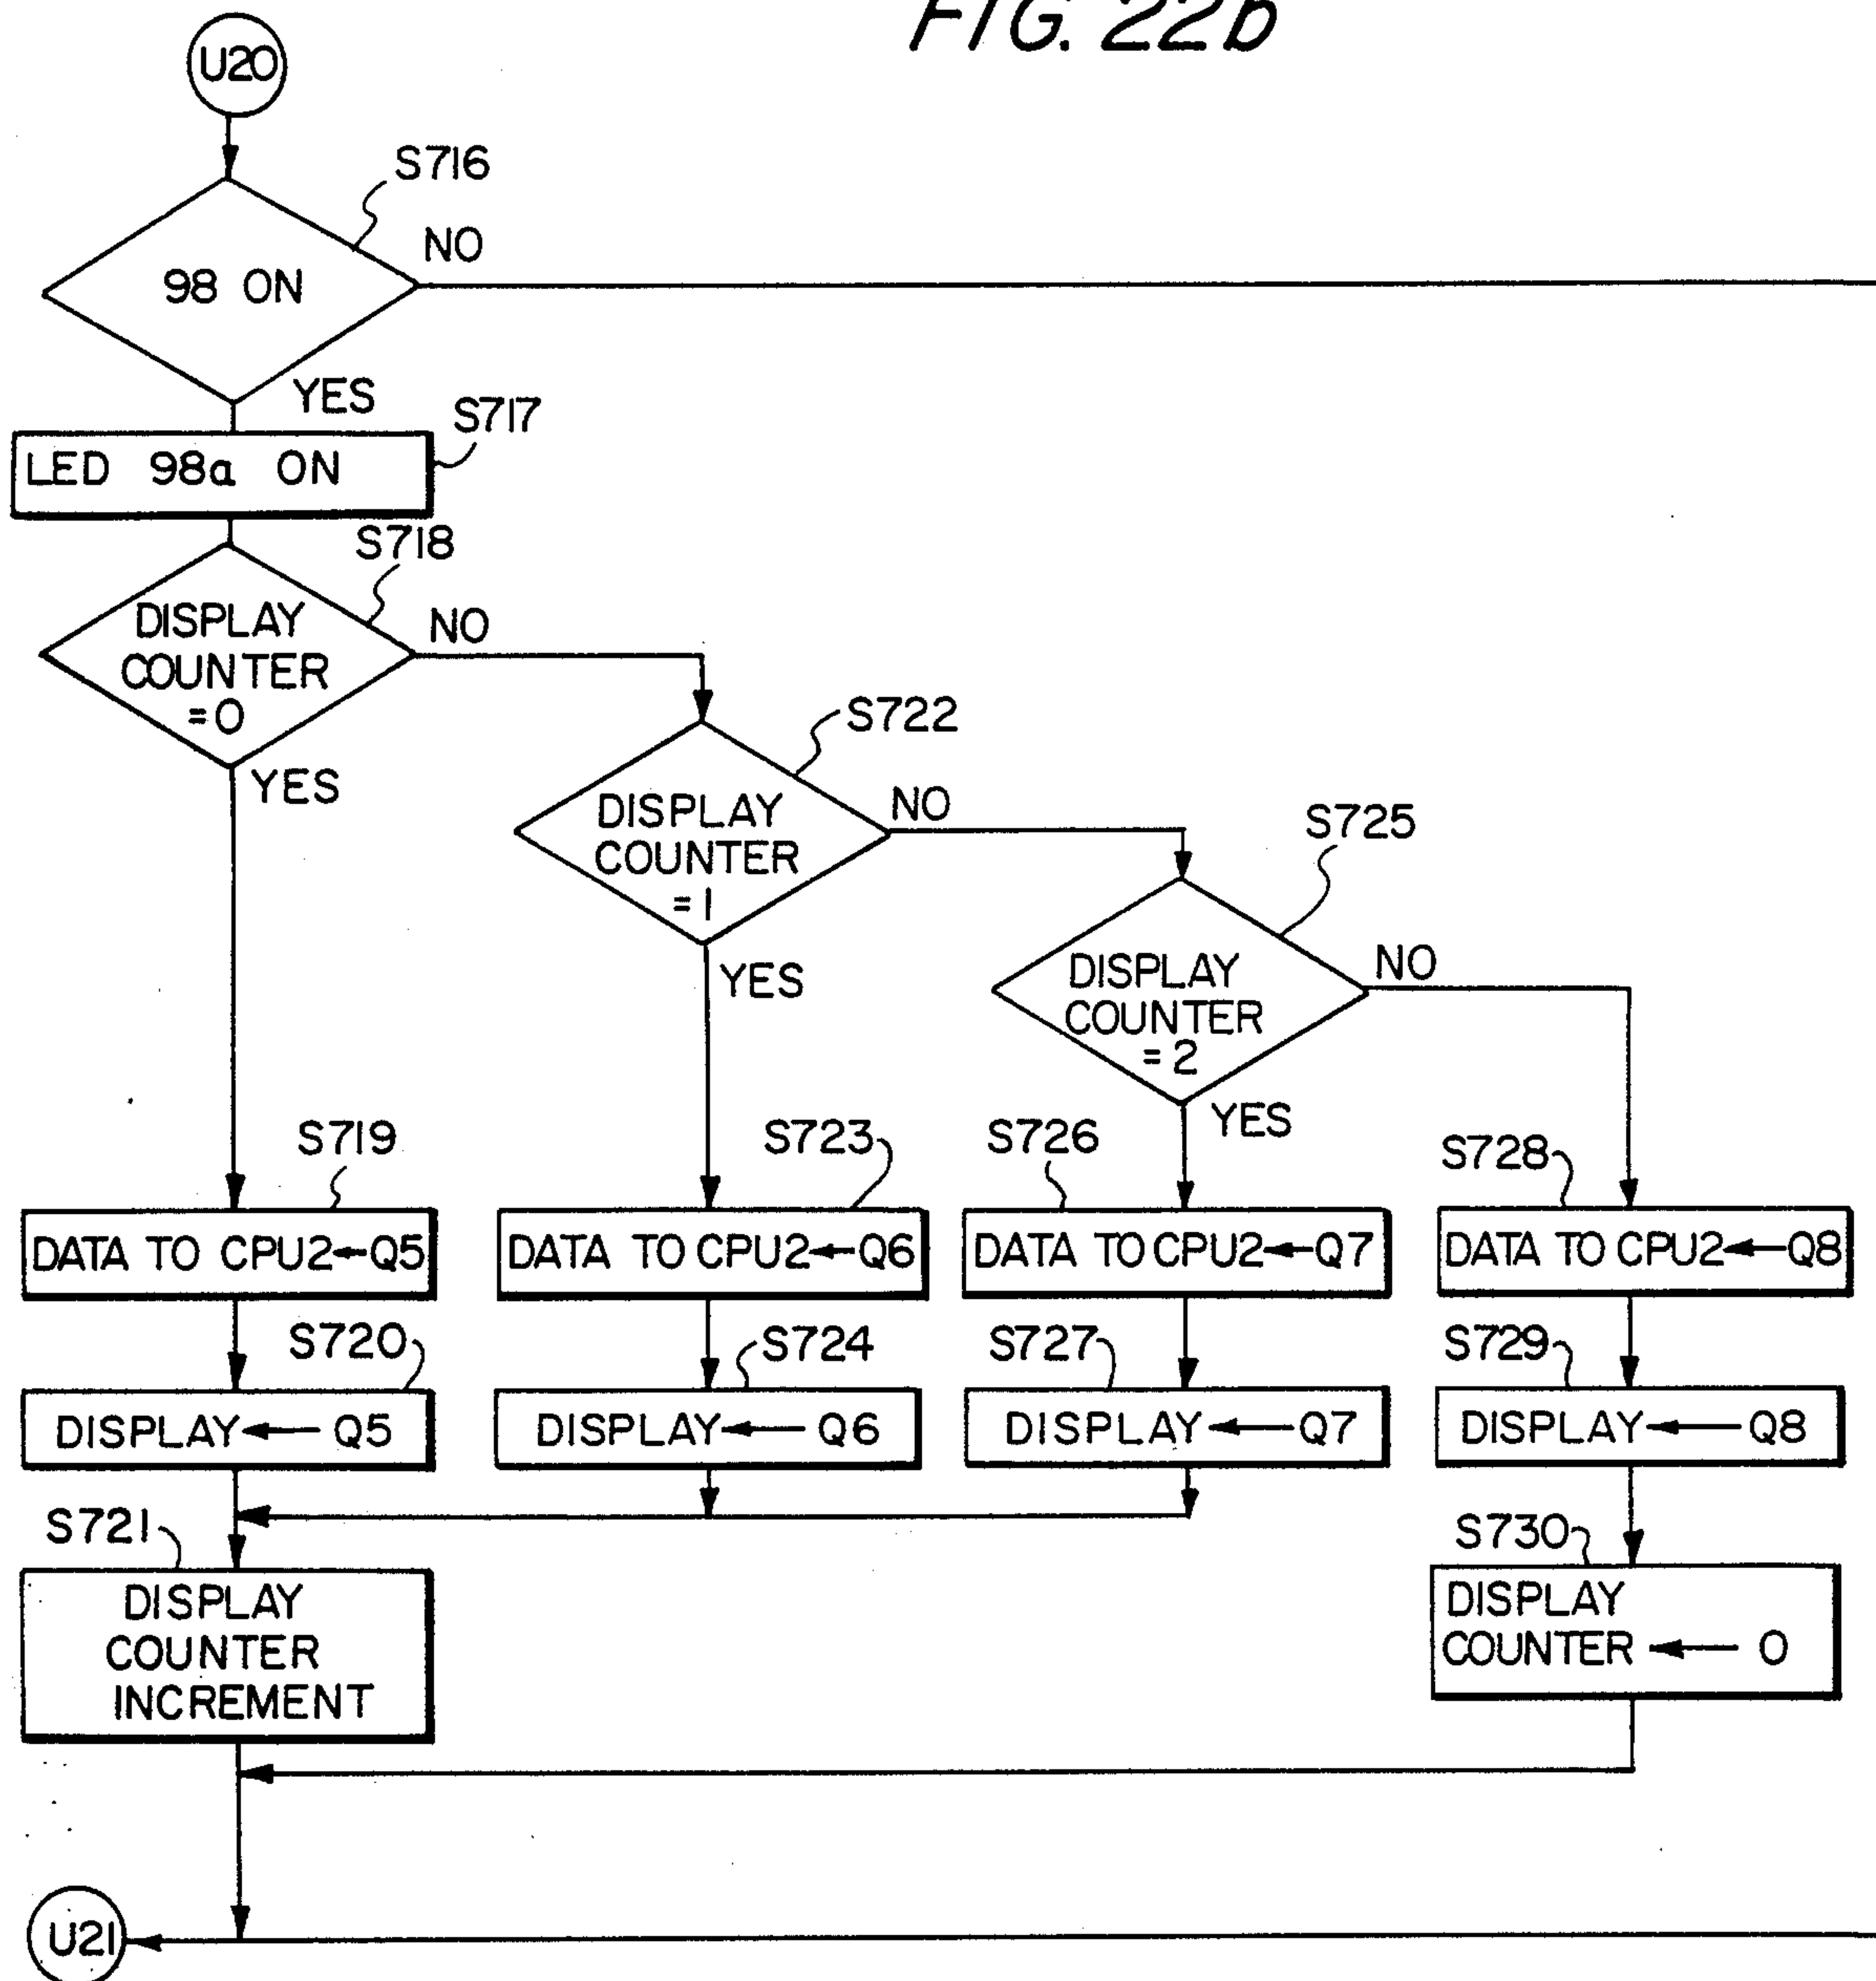 FIG. 22b
U20
S716
98 ON
NO
YES
S717
LED 98a ON
S718
DISPLAY
COUNTER
=0
NO
YES
S722
DISPLAY
COUNTER
=1
NO
YES
S725
DISPLAY
COUNTER
=2
NO
YES
S719
DATA TO CPU2←Q5
S723
DATA TO CPU2←Q6
S726
DATA TO CPU2←Q7
S728
DATA TO CPU2←Q8
S720
DISPLAY← Q5
S724
DISPLAY← Q6
S727
DISPLAY←Q7
S729
DISPLAY←Q8
S721
DISPLAY
COUNTER
INCREMENT
S730
DISPLAY
COUNTER ← 0
U21